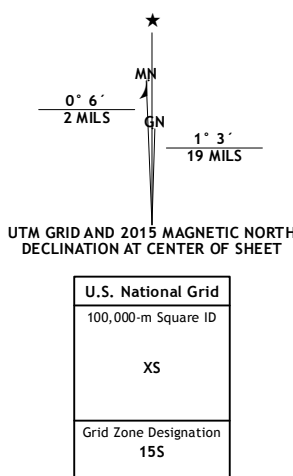 MN
0° 6´
2 MILS
GN
1° 3´
19 MILS
UTM GRID AND 2015 MAGNETIC NORTH
DECLINATION AT CENTER OF SHEET
U.S. National Grid
100,000-m Square ID
XS
Grid Zone Designation
15S